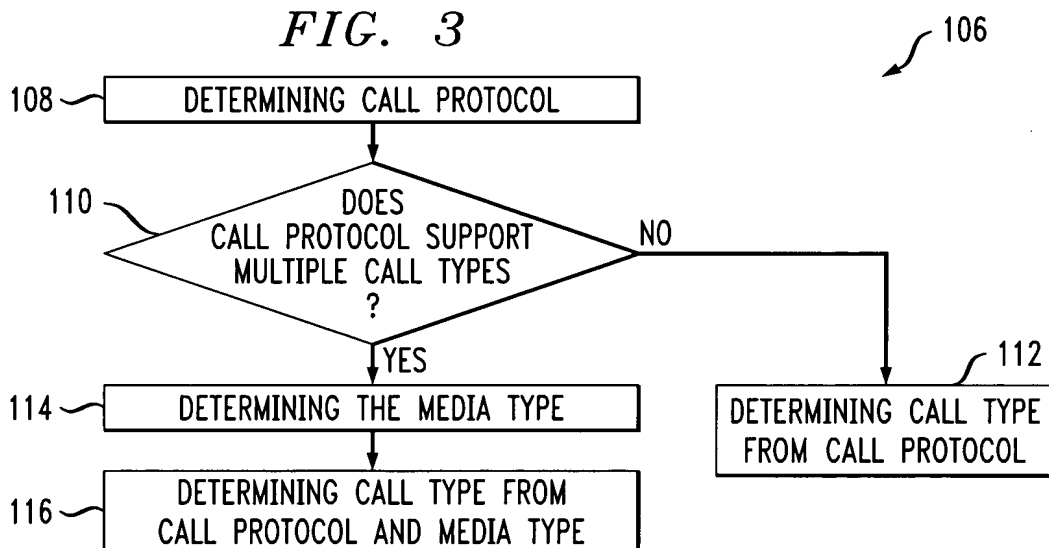 FIG. 3
106
108
DETERMINING CALL PROTOCOL
110
DOES
CALL PROTOCOL SUPPORT
MULTIPLE CALL TYPES
?
NO
YES
112
114
DETERMINING THE MEDIA TYPE
DETERMINING CALL TYPE
FROM CALL PROTOCOL
116
DETERMINING CALL TYPE FROM
CALL PROTOCOL AND MEDIA TYPE